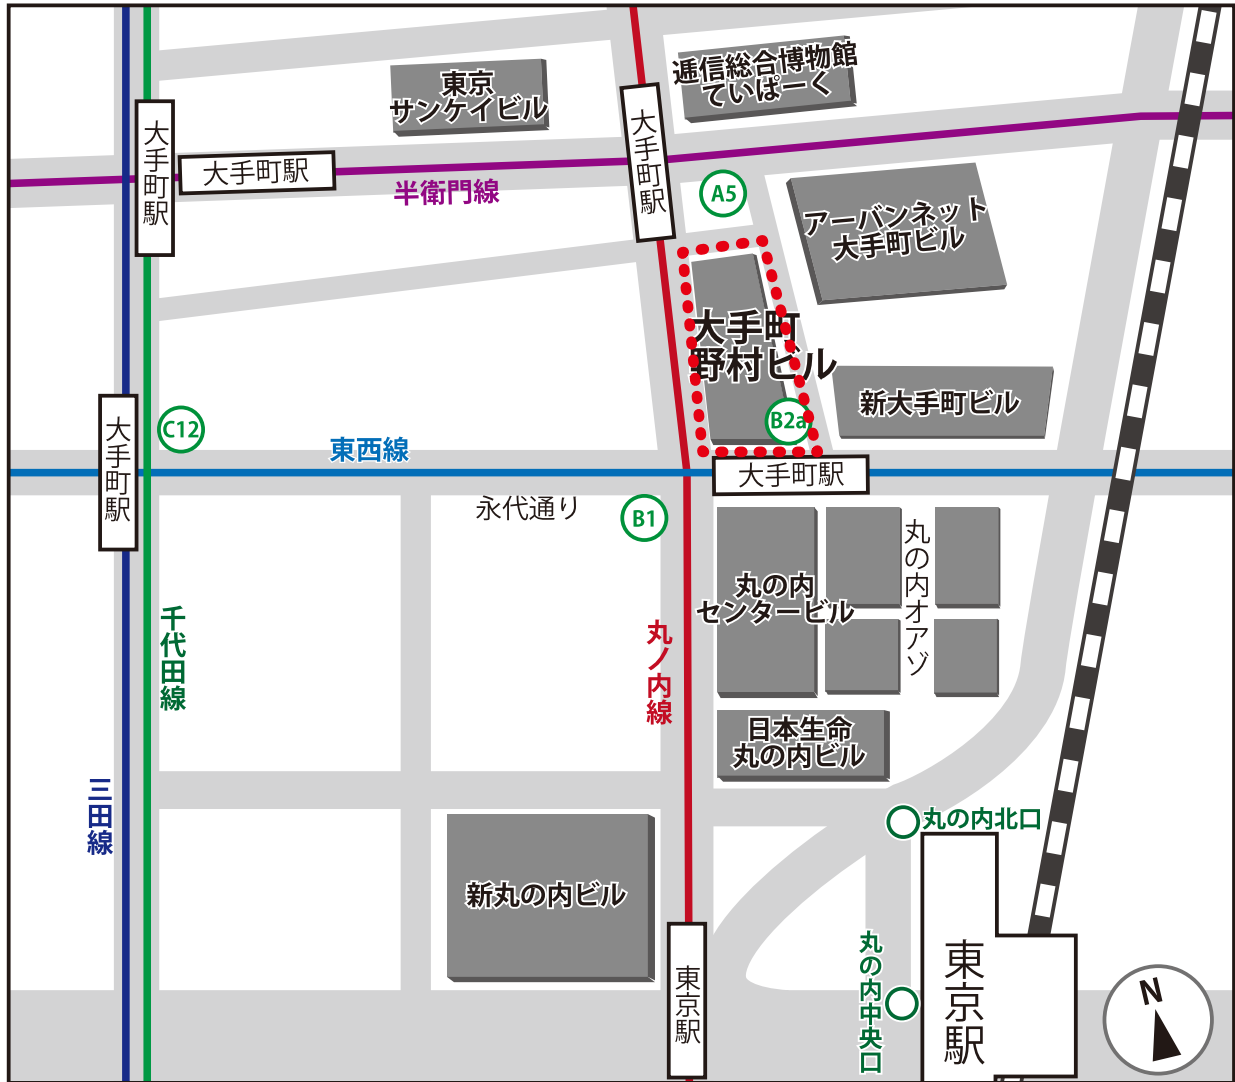 東京
サンケイビル
逓信総合博物館
ていぱーく
大手町駅
大手町駅
半衛門線
大手町駅
A5
アーバンネット
大手町ビル
大手町
野村ビル
B2a
新大手町ビル
大手町駅
C12
東西線
大手町駅
永代通り
B1
丸の内
センタービル
丸の内オアゾ
千代田線
丸ノ内線
日本生命
丸の内ビル
三田線
丸の内北口
新丸の内ビル
東京駅
丸の内中央口
東京駅
N